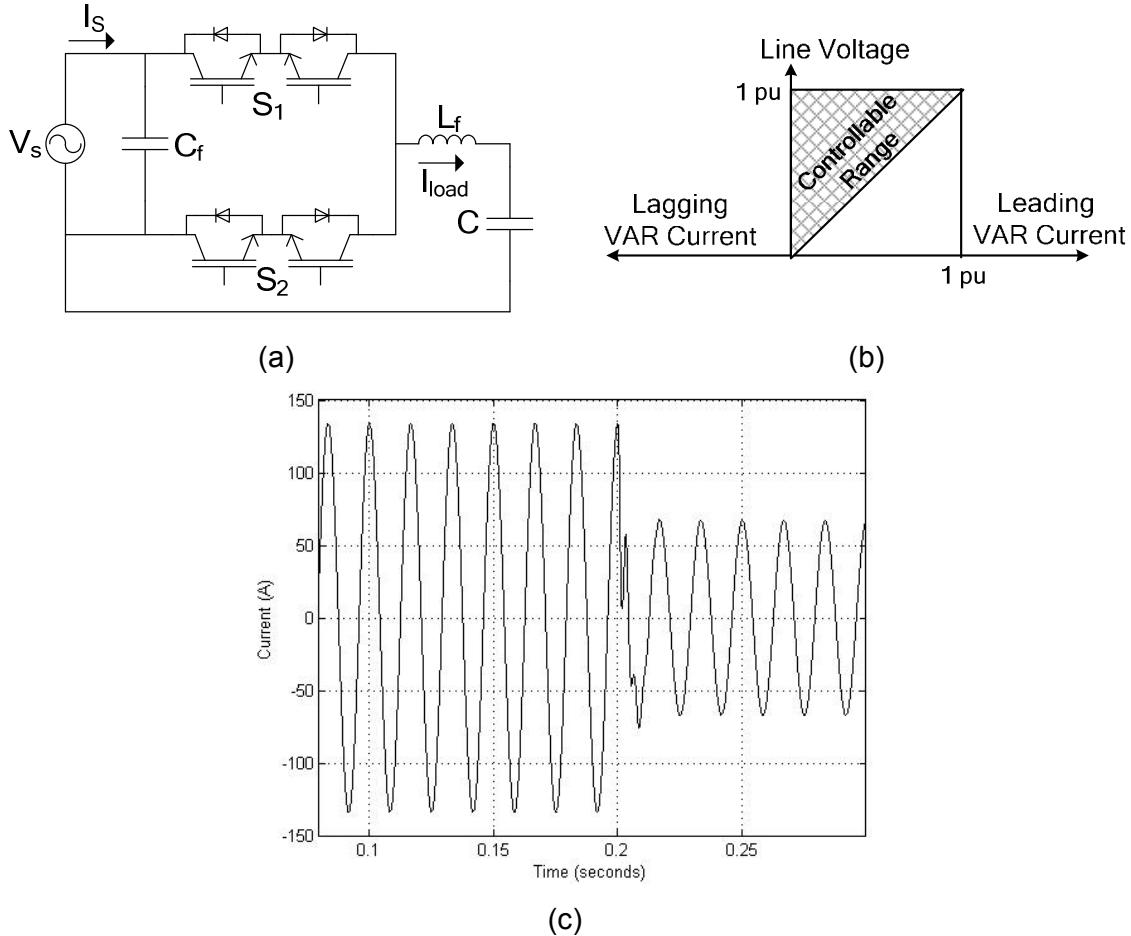 I_S
S_1
V_s
C_f
L_f
I_load
C
S_2
(a)
Line Voltage
1 pu
Controllable
Range
Lagging
VAR Current
Leading
VAR Current
1 pu
(b)
150
100
50
0
-50
-100
-150
Current (A)
0.1
0.15
0.2
0.25
Time (seconds)
(c)